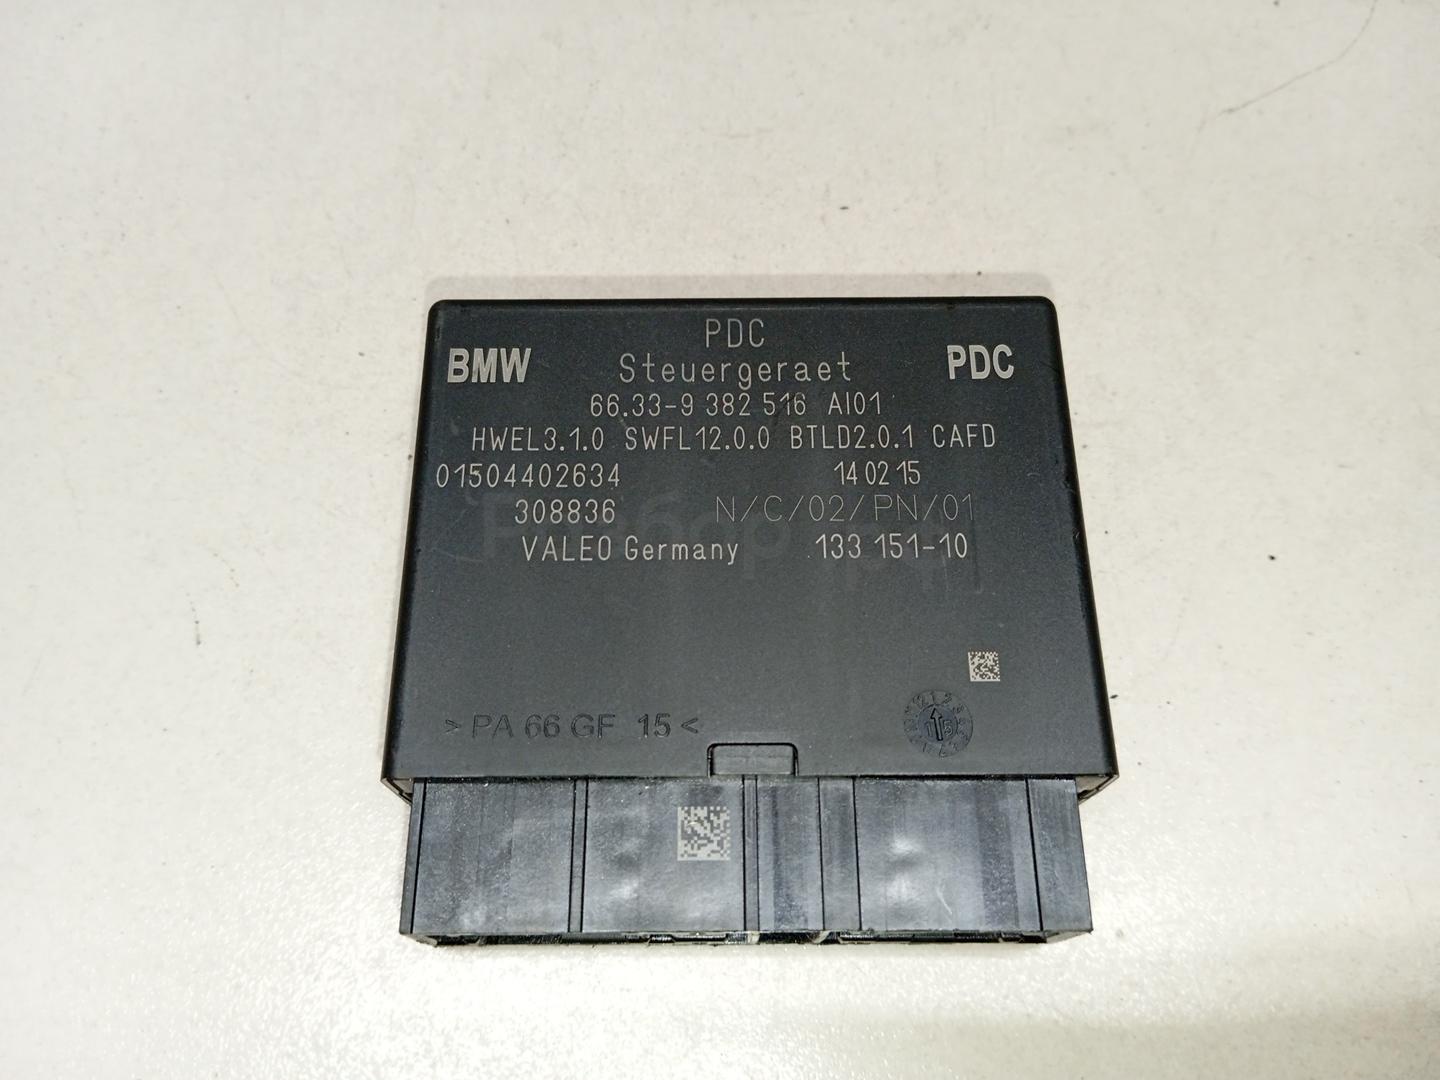 PDC
BMW Steuergeraet PDC
66.33-9 382 516 AI01
HWEL3.1.0 SWFL12.0.0 BTLD2.0.1 CAFD
01504402634 14 02 15
308836 N/C/02/PN/01
VALEO Germany 133 151-10
> PA 66 GF 15 <